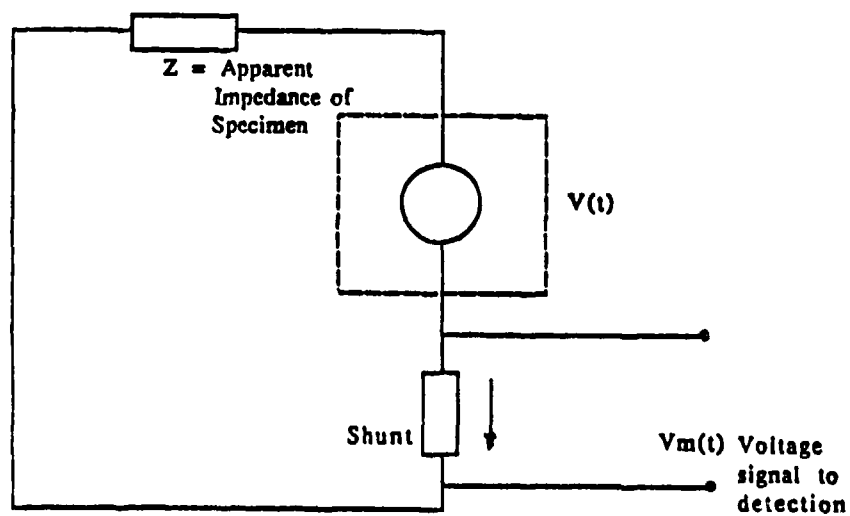 Z = Apparent
Impedance of
Specimen
V(t)
Shunt
Vm(t) Voltage
signal to
detection